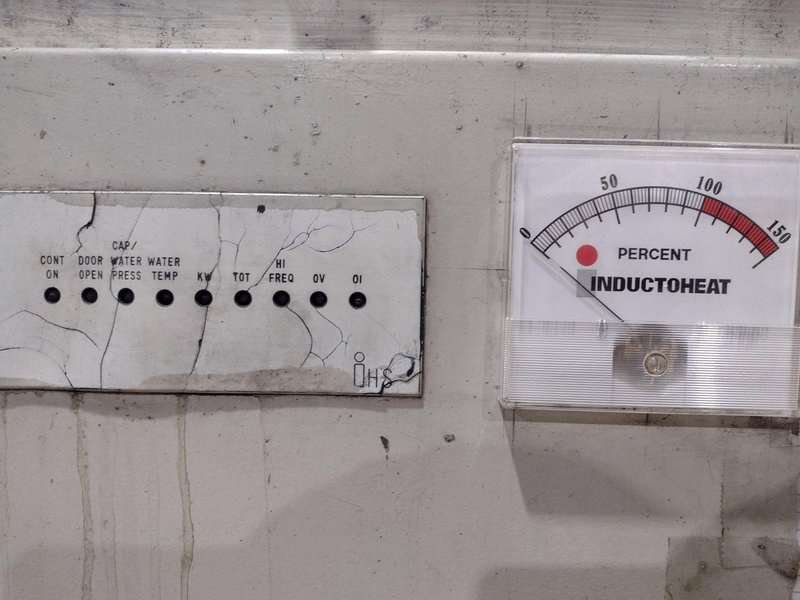 CAP/
HI
CONT DOOR WATER WATER
ON OPEN PRESS TEMP KW TOT FREQ OV OI
iHS
0 50 100 150
PERCENT
INDUCTOHEAT